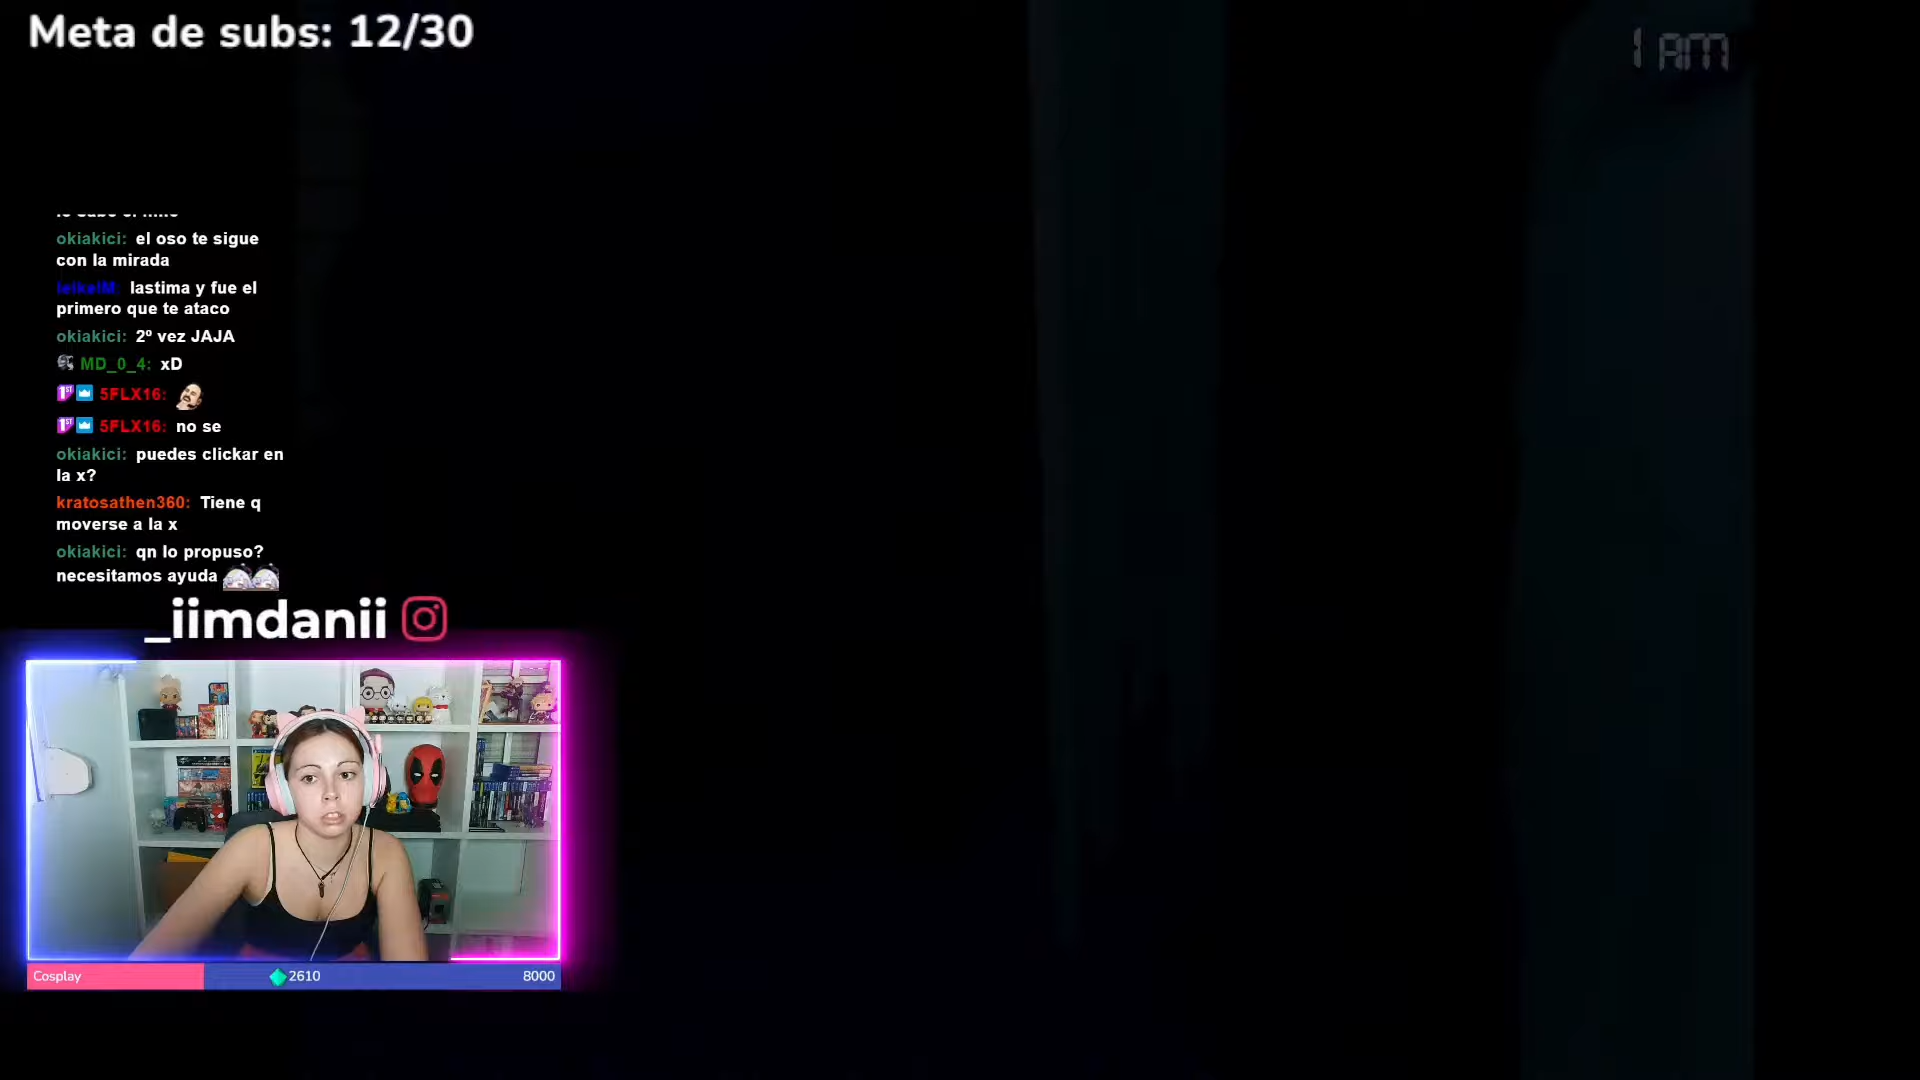 Meta de subs: 12/30
1 AM
okiakici: el oso te sigue
con la mirada
lastima y fue el
primero que te ataco
okiakici: 2º vez JAJA
MD_0_4: xD
1ST 5FLX16:
1ST 5FLX16: no se
okiakici: puedes clickar en
la x?
kratosathen360: Tiene q
moverse a la x
okiakici: qn lo propuso?
necesitamos ayuda
_iimdanii
Cosplay 2610 8000